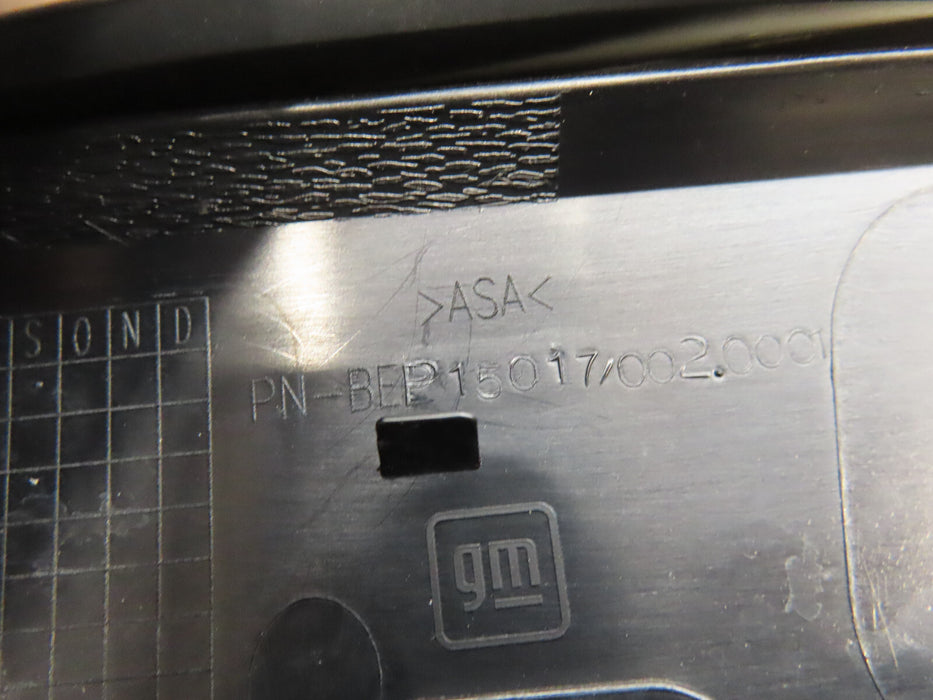 >ASA<
S O N D
PN-BEP15017/002.0001
gm